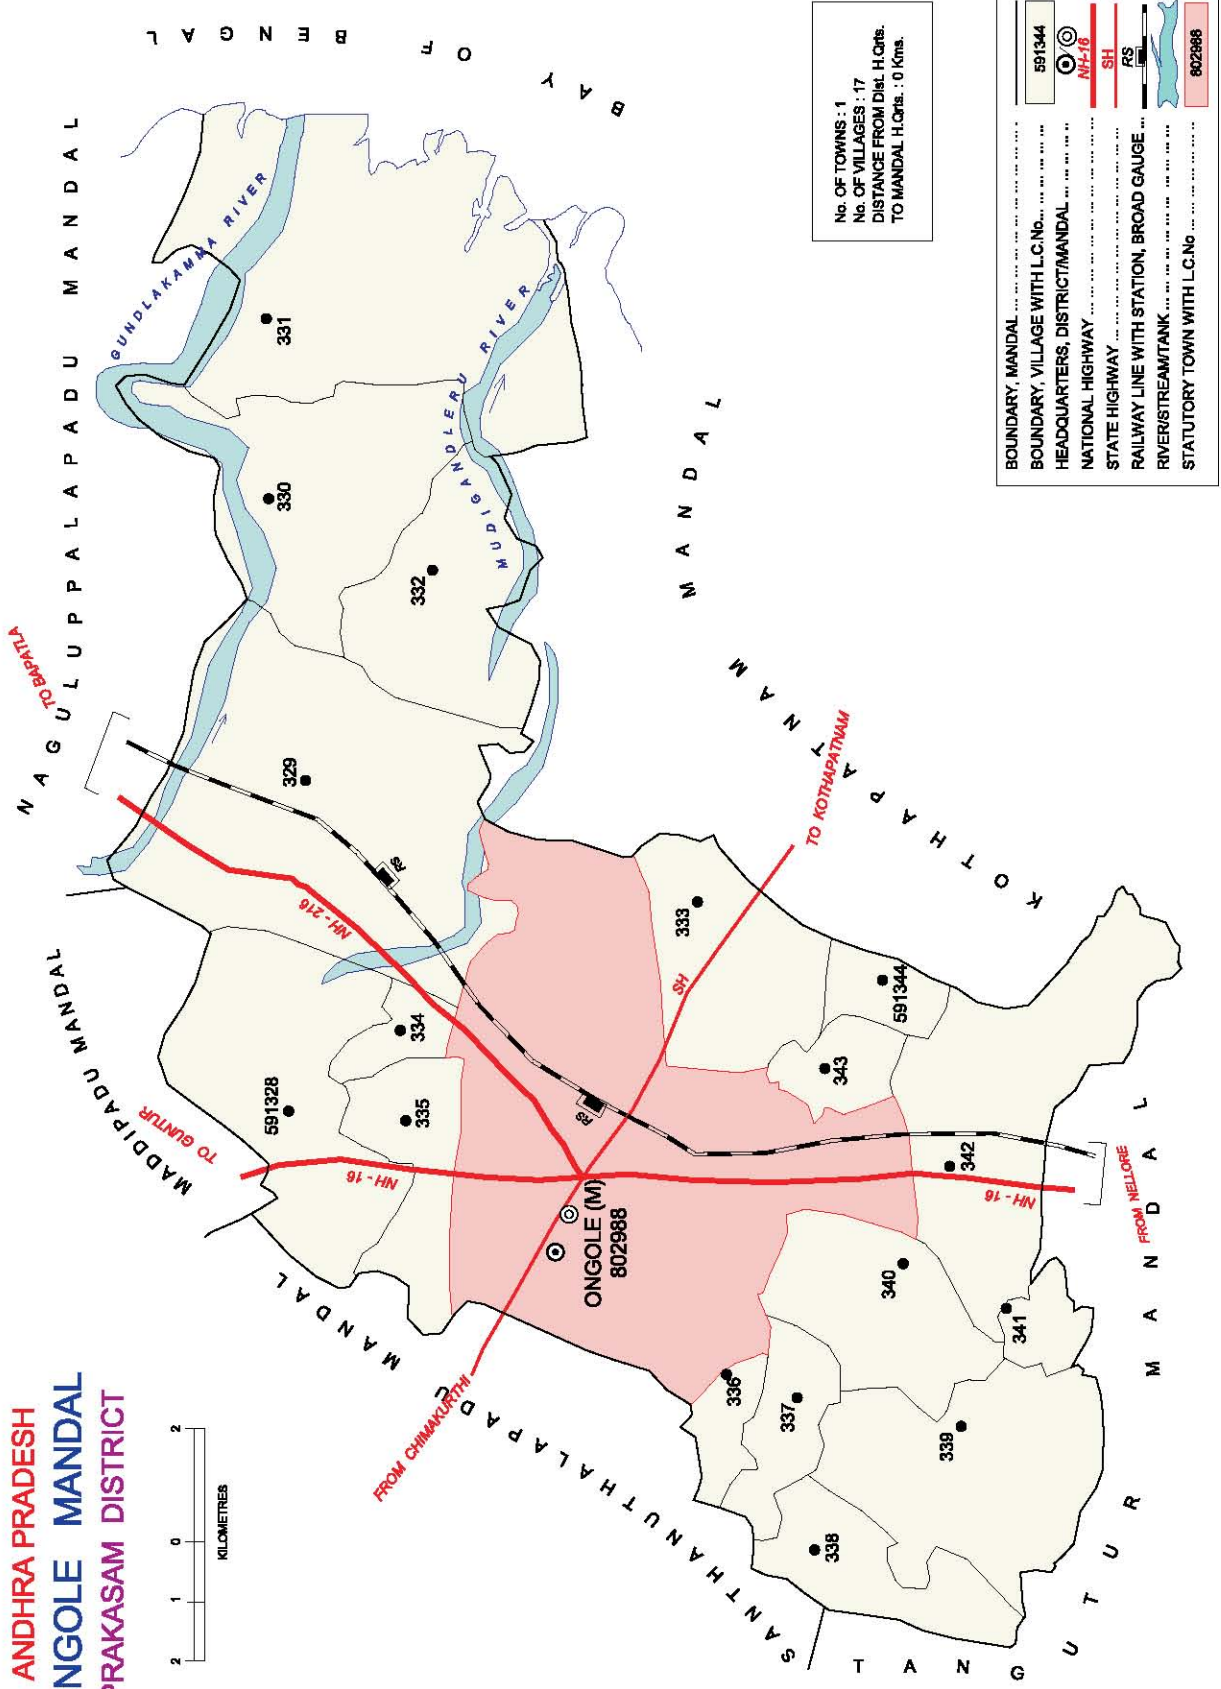 ANDHRA PRADESH
NGOLE MANDAL
PRAKASAM DISTRICT
2 1 0 2
KILOMETRES
NAGULUPPALAPADU MANDAL
BAY OF BENGAL
MADDIPADU MANDAL
SANTHANUTHALAPADU MANDAL
TANGUTUR MANDAL
KOTHAPATNAM MANDAL
GUNDLAKAMMA RIVER
MUDIGANDLERU RIVER
TO BAPATLA
TO GUNTUR
FROM CHIMAKURTHI
TO KOTHAPATNAM
FROM NELLORE
NH - 216
NH - 16
NH - 16
SH
RS
RS
ONGOLE (M)
802988
591328
329
330
331
332
333
334
335
336
337
338
339
340
341
342
343
591344
No. OF TOWNS : 1
No. OF VILLAGES : 17
DISTANCE FROM Dist. H.Qrts.
TO MANDAL H.Qrts. : 0 Kms.
BOUNDARY, MANDAL
BOUNDARY, VILLAGE WITH L.C.No. 591344
HEADQUARTERS, DISTRICT/MANDAL
NATIONAL HIGHWAY NH-16
STATE HIGHWAY SH
RAILWAY LINE WITH STATION, BROAD GAUGE RS
RIVER/STREAM/TANK
STATUTORY TOWN WITH L.C.No 802988